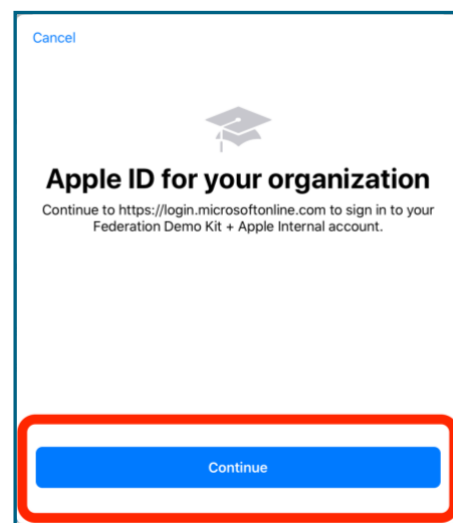 Cancel
Apple ID for your organization
Continue to https://login.microsoftonline.com to sign in to your
Federation Demo Kit + Apple Internal account.
Continue